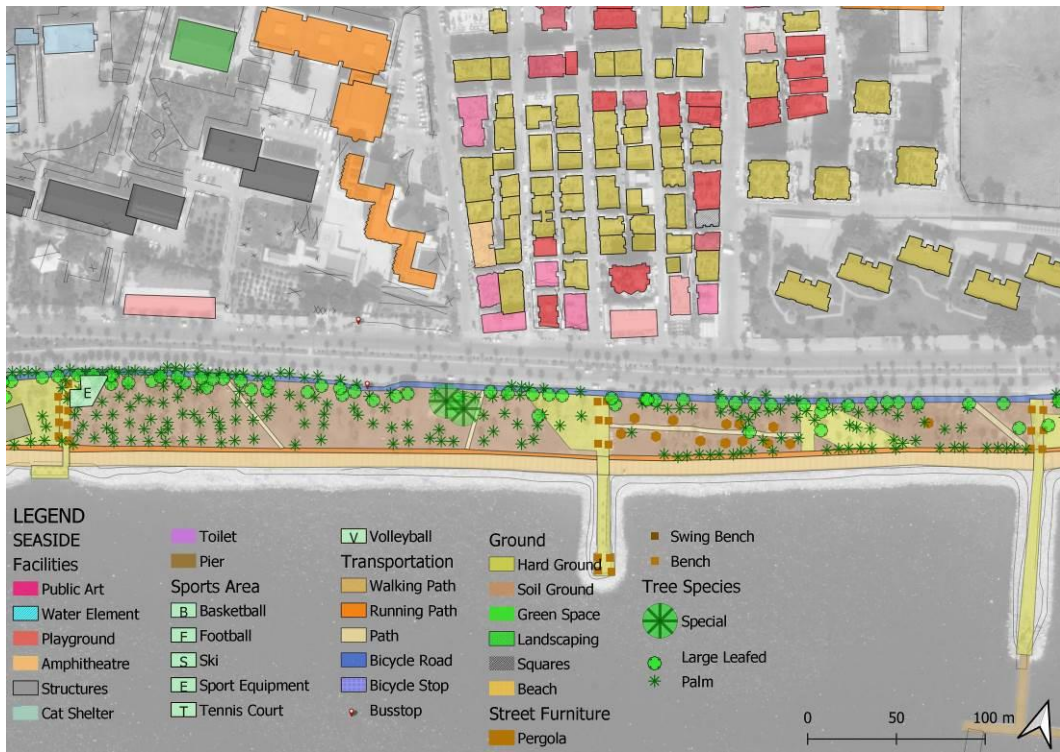 E
LEGEND
SEASIDE
Facilities
Public Art
Water Element
Playground
Amphitheatre
Structures
Cat Shelter
Toilet
Pier
Sports Area
B Basketball
F Football
S Ski
E Sport Equipment
T Tennis Court
V Volleyball
Transportation
Walking Path
Running Path
Path
Bicycle Road
Bicycle Stop
Busstop
Ground
Hard Ground
Soil Ground
Green Space
Landscaping
Squares
Beach
Street Furniture
Pergola
Swing Bench
Bench
Tree Species
Special
Large Leafed
Palm
0 50 100 m